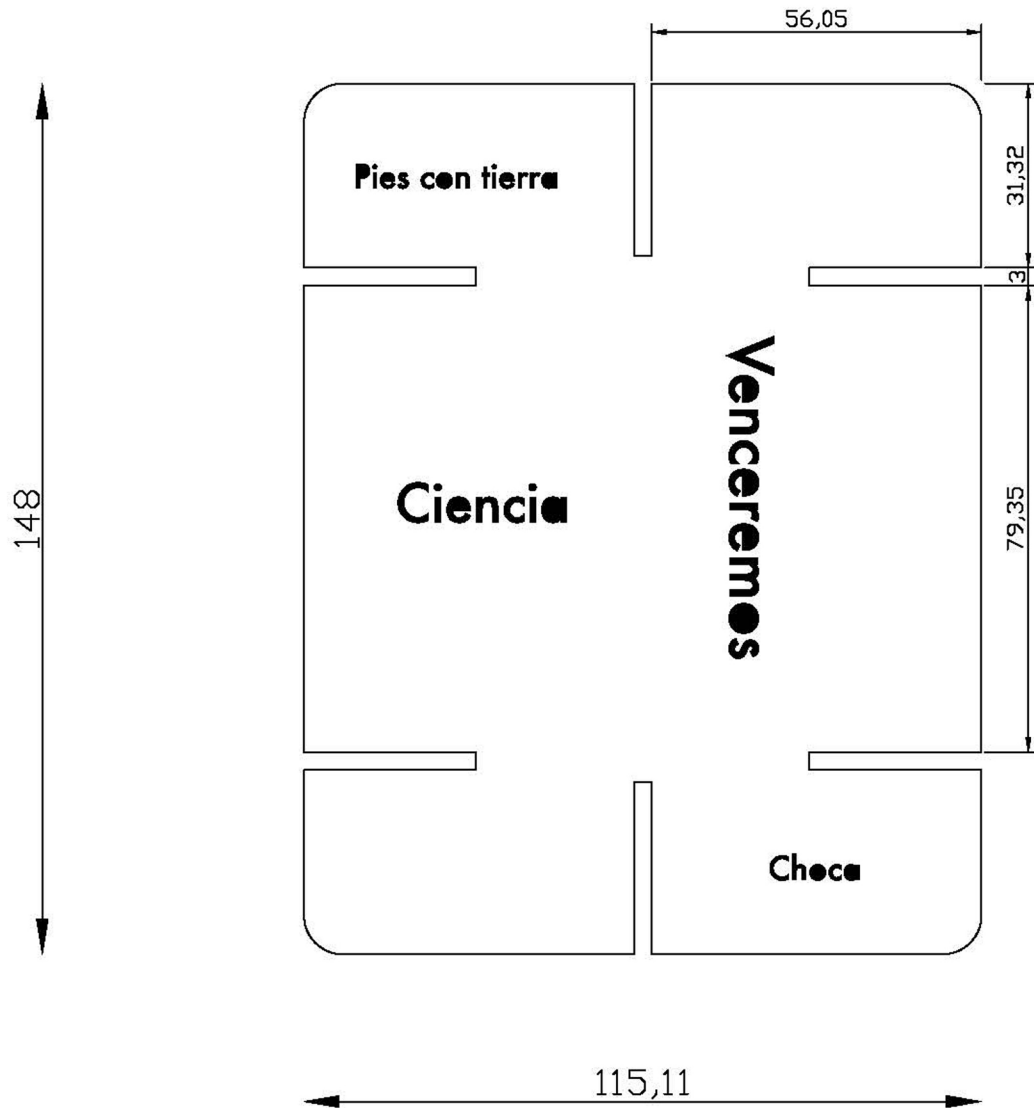 56,05
Pies con tierra
31,32
3
Venceremos
148
Ciencia
79,35
Choca
115,11